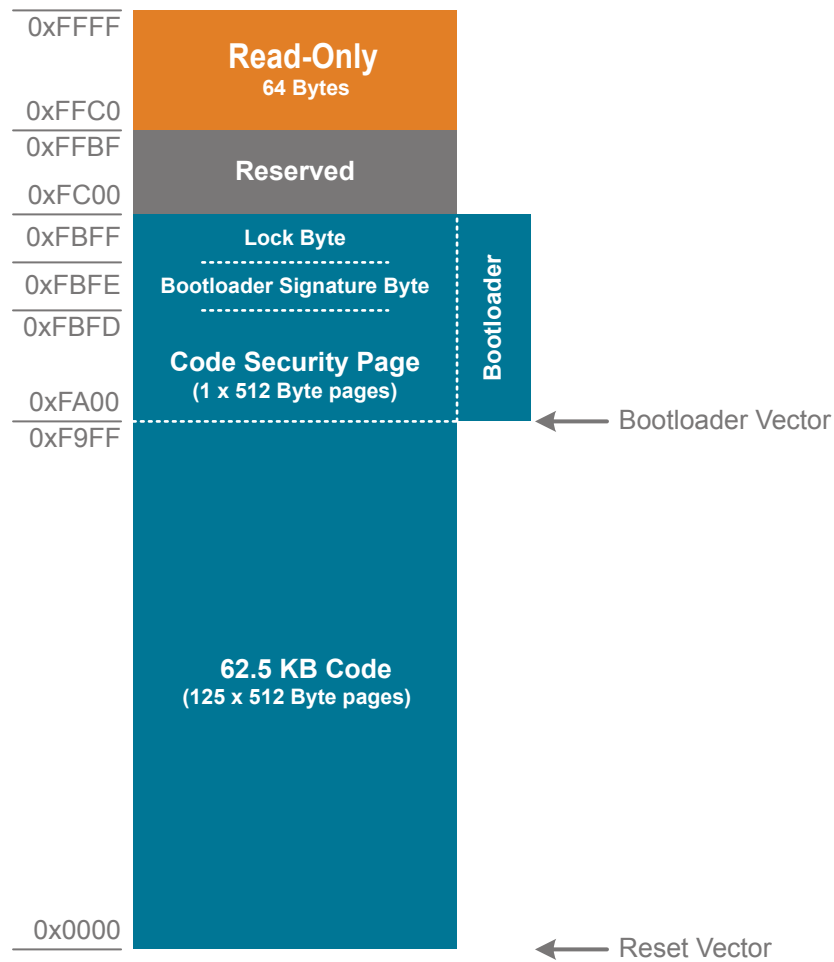 0xFFFF
Read-Only
64 Bytes
0xFFC0
0xFFBF
Reserved
0xFC00
0xFBFF
Lock Byte
0xFBFE
Bootloader Signature Byte
0xFBFD
Code Security Page
(1 x 512 Byte pages)
Bootloader
0xFA00
Bootloader Vector
0xF9FF
62.5 KB Code
(125 x 512 Byte pages)
0x0000
Reset Vector